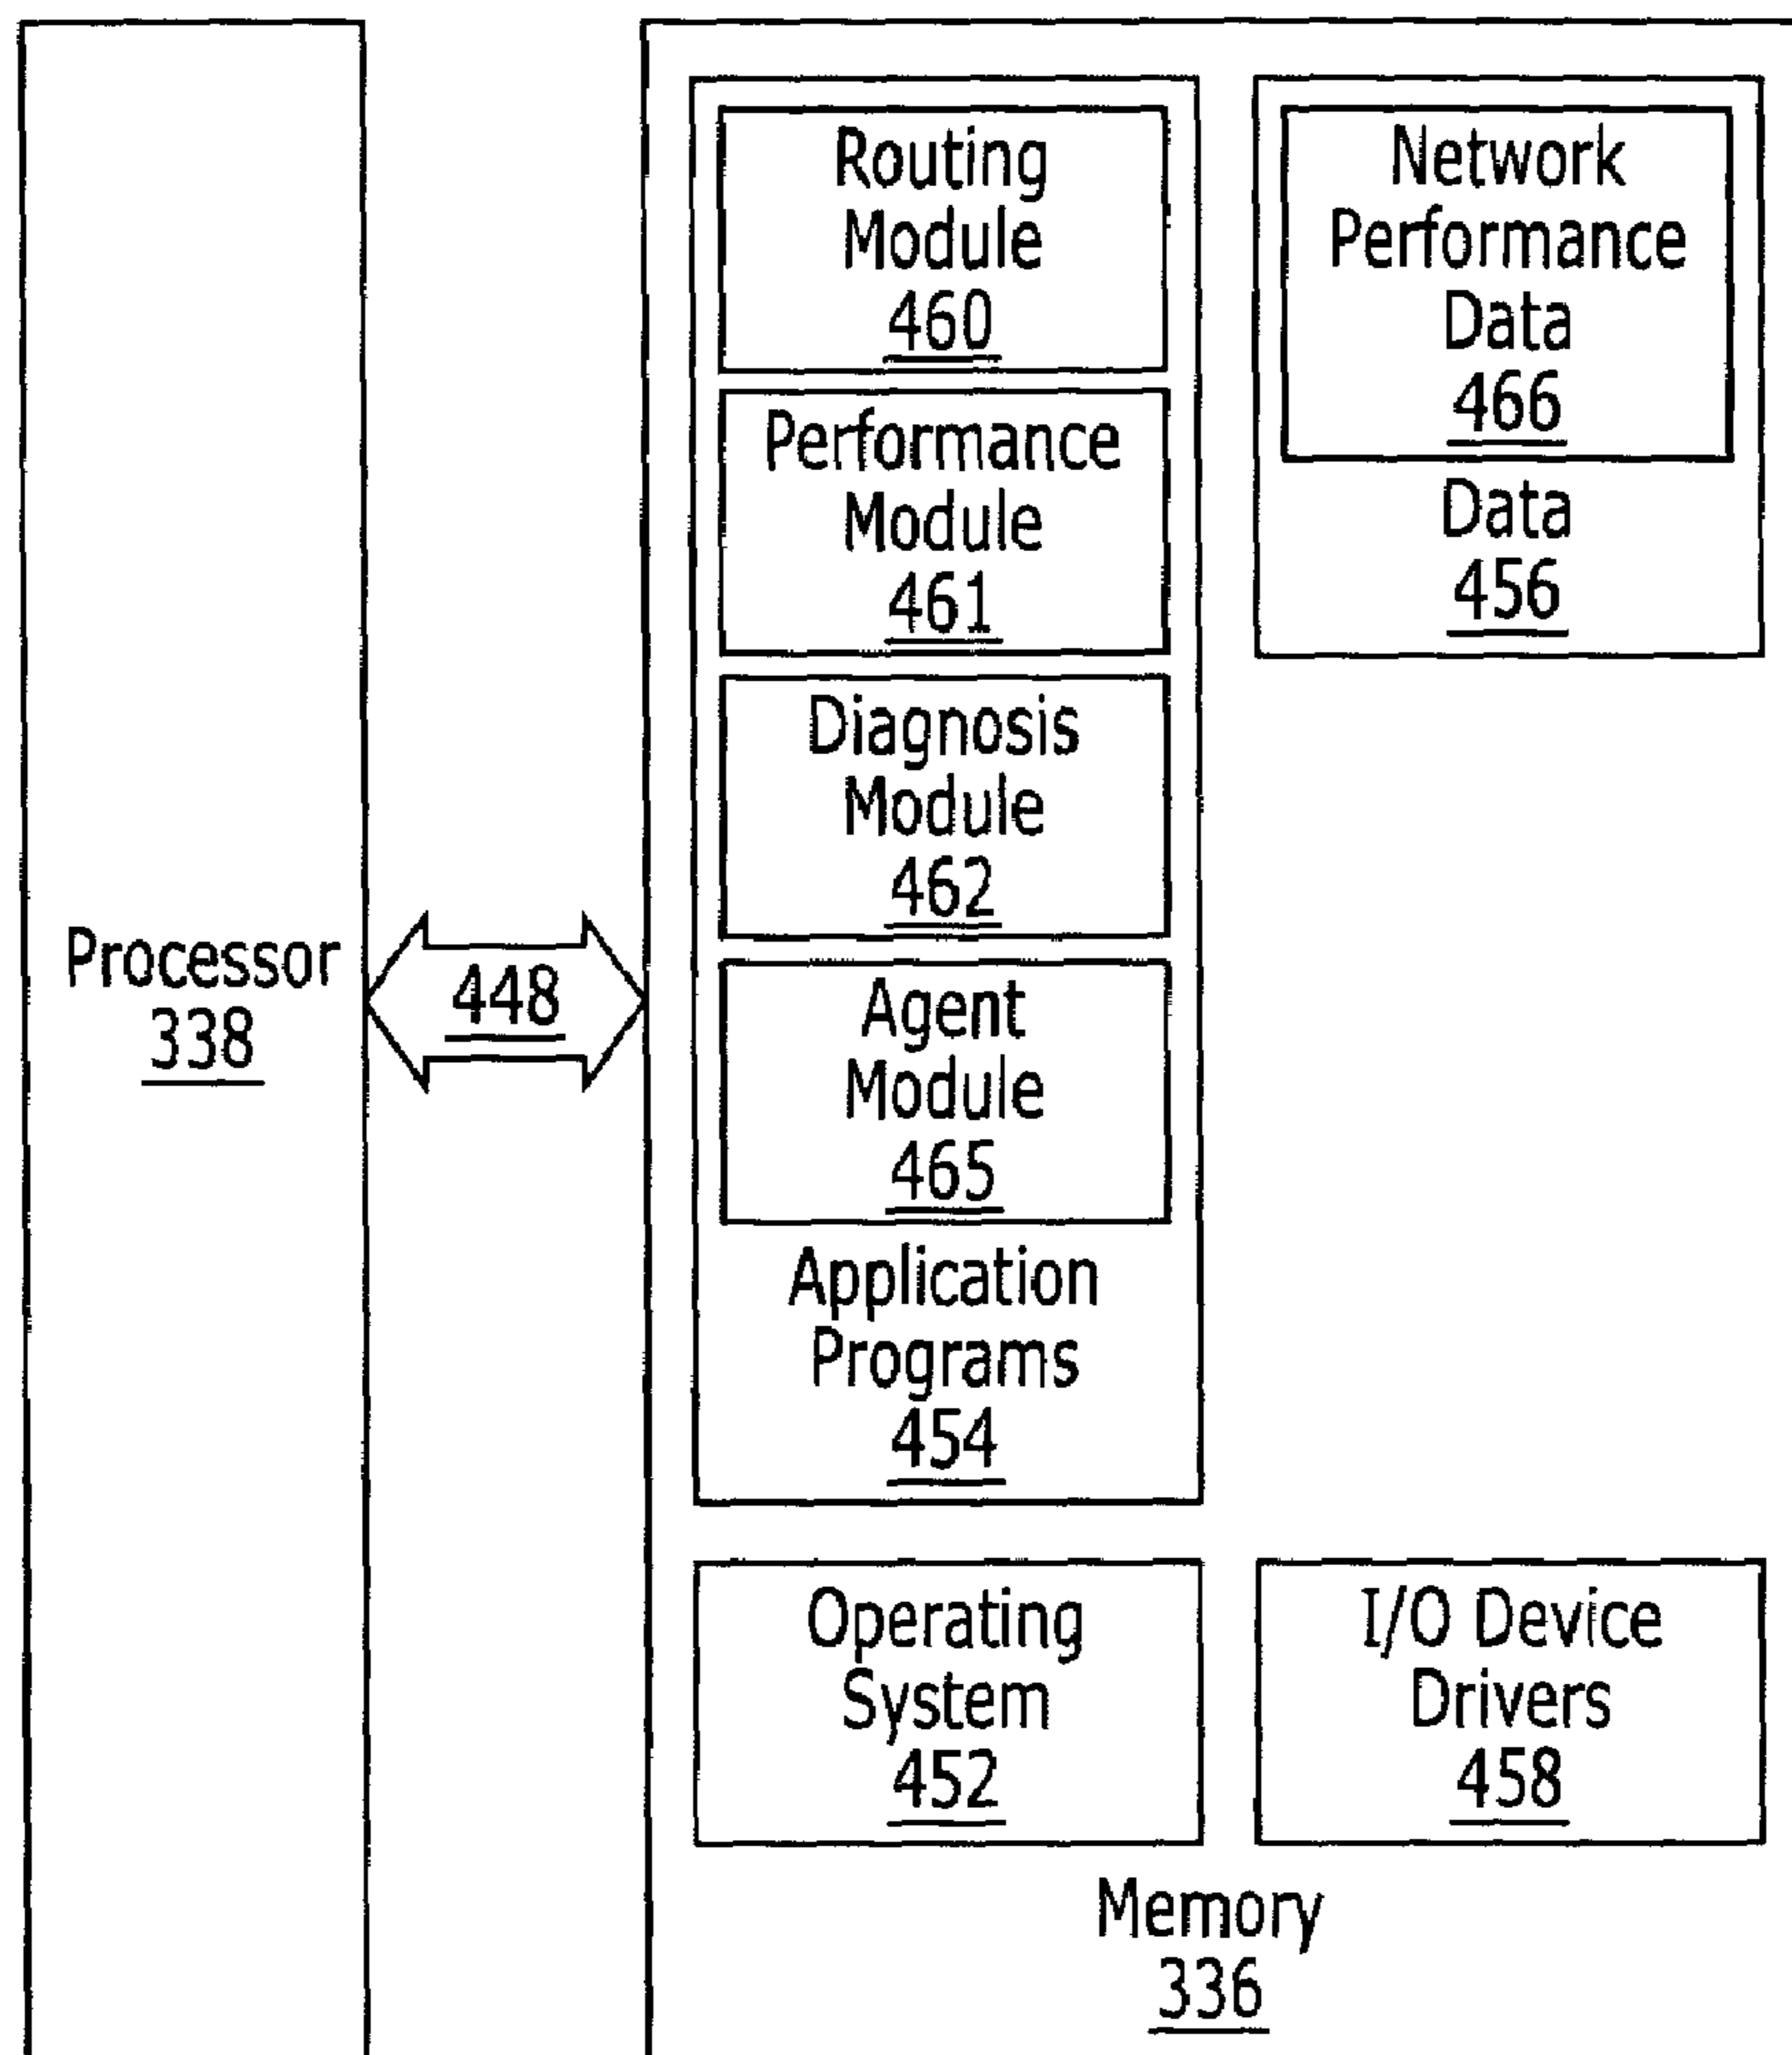 Processor
338
448
Routing
Module
460
Performance
Module
461
Diagnosis
Module
462
Agent
Module
465
Application
Programs
454
Network
Performance
Data
466
Data
456
Operating
System
452
I/O Device
Drivers
458
Memory
336